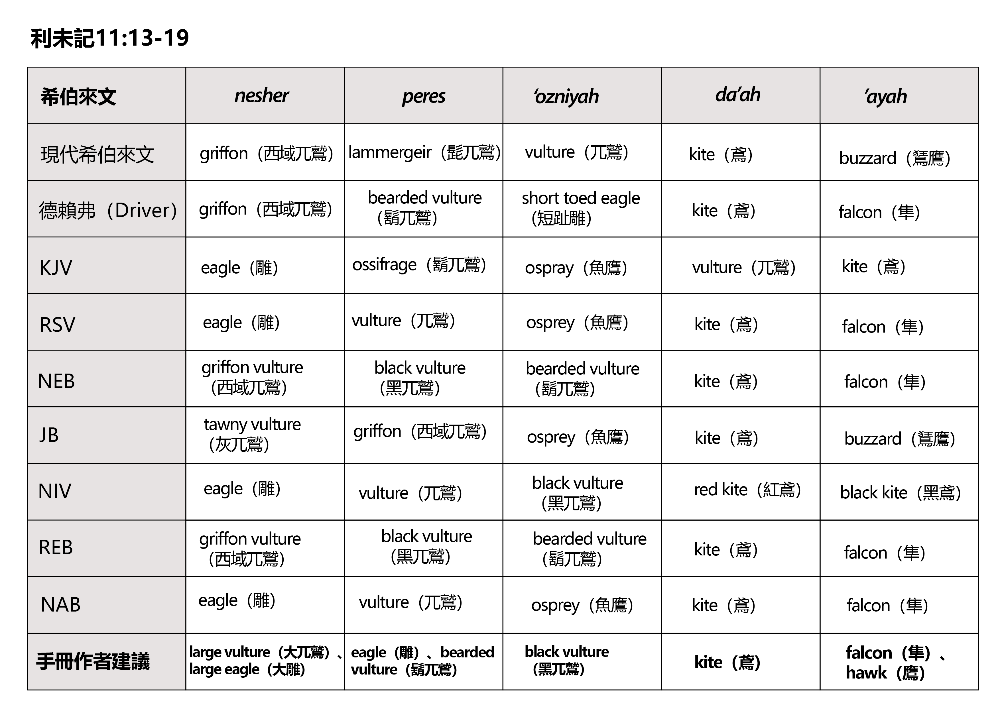 利未記11:13-19
希伯來文 nesher peres ‘ozniyah da’ah ’ayah
現代希伯來文 griffon（西域兀鷲） lammergeir（髭兀鷲） vulture（兀鷲） kite（鳶） buzzard（鵟鷹）
德賴弗（Driver） griffon（西域兀鷲） bearded vulture（鬍兀鷲） short toed eagle（短趾雕） kite（鳶） falcon（隼）
KJV eagle（雕） ossifrage（鬍兀鷲） ospray（魚鷹） vulture（兀鷲） kite（鳶）
RSV eagle（雕） vulture（兀鷲） osprey（魚鷹） kite（鳶） falcon（隼）
NEB griffon vulture（西域兀鷲） black vulture（黑兀鷲） bearded vulture（鬍兀鷲） kite（鳶） falcon（隼）
JB tawny vulture（灰兀鷲） griffon（西域兀鷲） osprey（魚鷹） kite（鳶） buzzard（鵟鷹）
NIV eagle（雕） vulture（兀鷲） black vulture（黑兀鷲） red kite（紅鳶） black kite（黑鳶）
REB griffon vulture（西域兀鷲） black vulture（黑兀鷲） bearded vulture（鬍兀鷲） kite（鳶） falcon（隼）
NAB eagle（雕） vulture（兀鷲） osprey（魚鷹） kite（鳶） falcon（隼）
手冊作者建議 large vulture（大兀鷲）、large eagle（大雕） eagle（雕）、bearded vulture（鬍兀鷲） black vulture（黑兀鷲） kite（鳶） falcon（隼）、hawk（鷹）